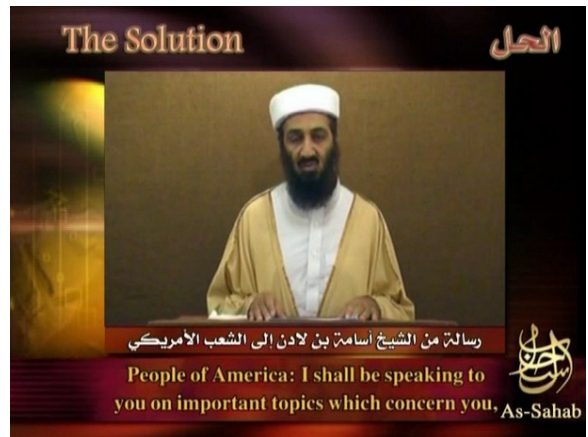 The Solution
الحل
رسالة من الشيخ أسامة بن لادن إلى الشعب الأمريكي
People of America: I shall be speaking to
you on important topics which concern you,
السحاب
As-Sahab